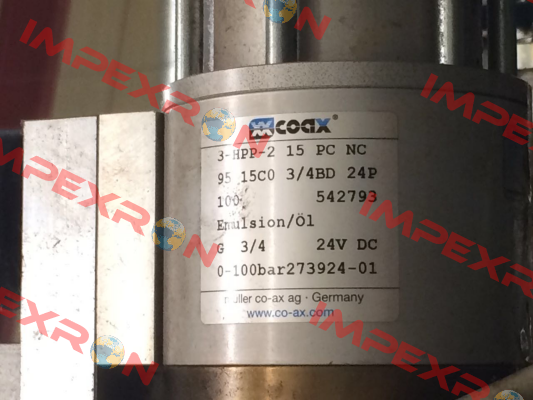 coax®
3-HPP-2 15 PC NC
95 15C0 3/4BD 24P
100- 542793
Emulsion/Öl
G 3/4 24V DC
0-100bar273924-01
müller co-ax ag · Germany
www.co-ax.com
IMPEXRON
IMPEXRON
IMPEXRON
IMPEXRON